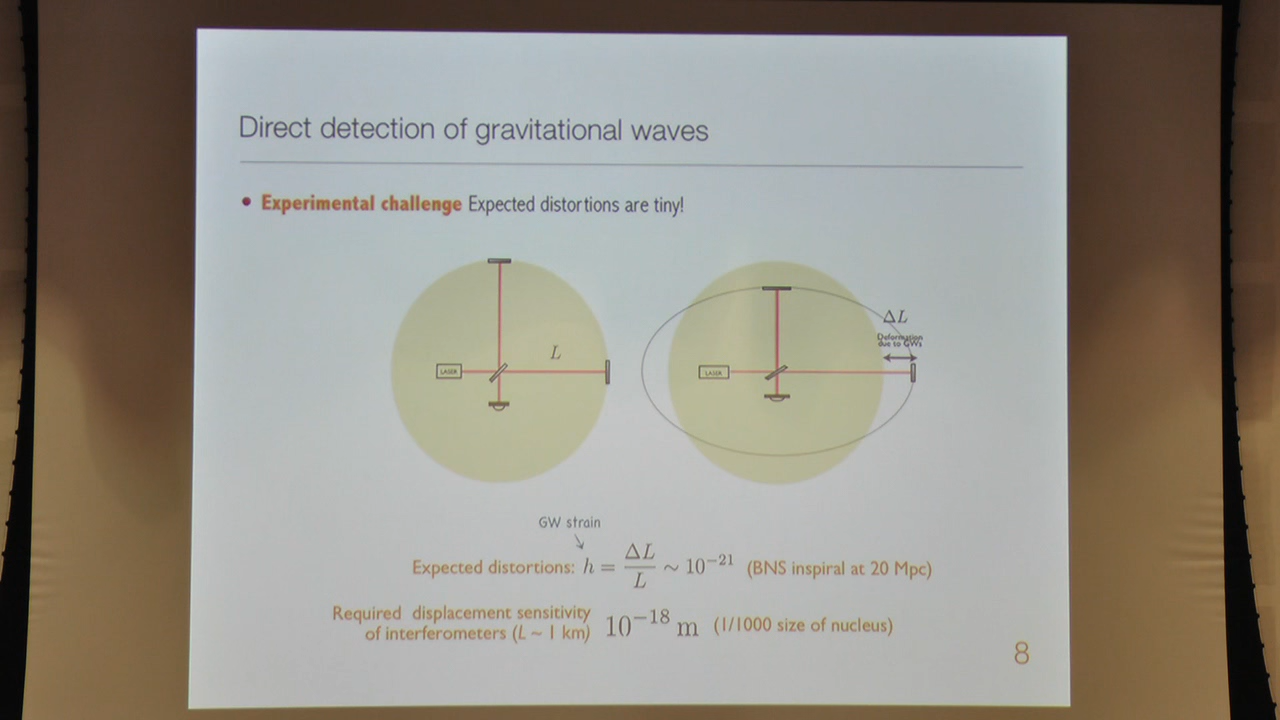 Direct detection of gravitational waves
• Experimental challenge Expected distortions are tiny!
L
LASER
ΔL
Deformation
due to GWs
LASER
GW strain
Expected distortions: h = ΔL/L ~ 10⁻²¹ (BNS inspiral at 20 Mpc)
Required displacement sensitivity
of interferometers (L ~ 1 km) 10⁻¹⁸ m (1/1000 size of nucleus)
8